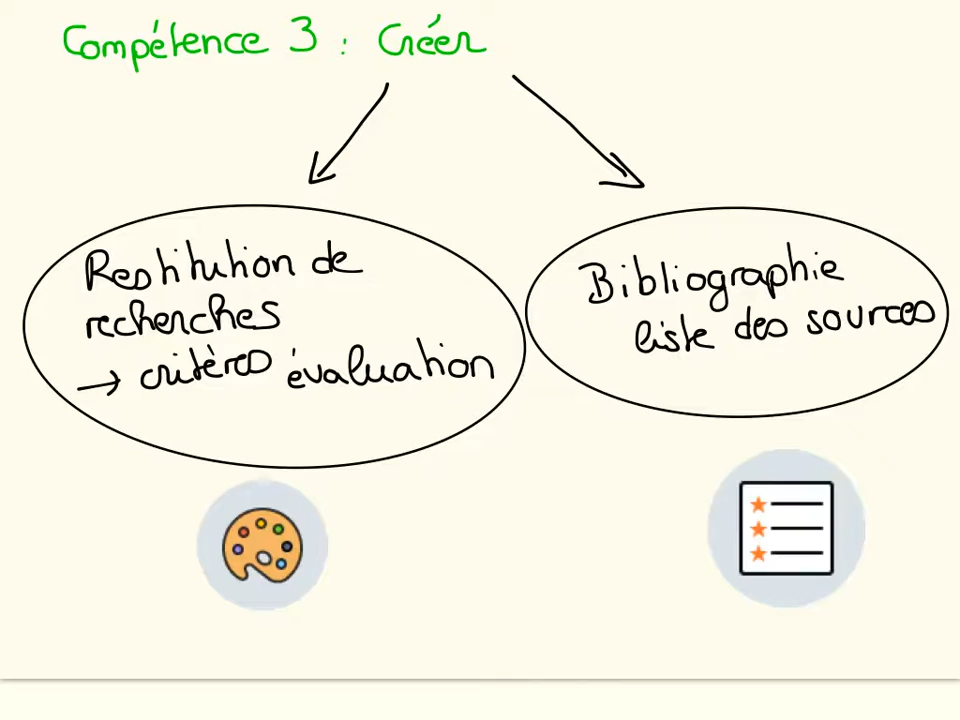 Compétence 3 : Créer
Restitution de
recherches
→ critères évaluation
Bibliographie
liste des sources